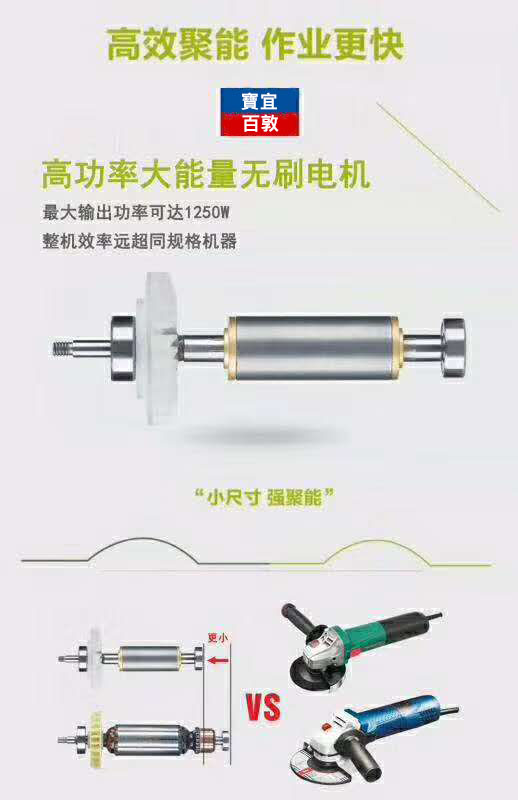 高效聚能 作业更快
寶宜
百敦
高功率大能量无刷电机
最大输出功率可达1250W
整机效率远超同规格机器
“小尺寸 强聚能”
更小
VS